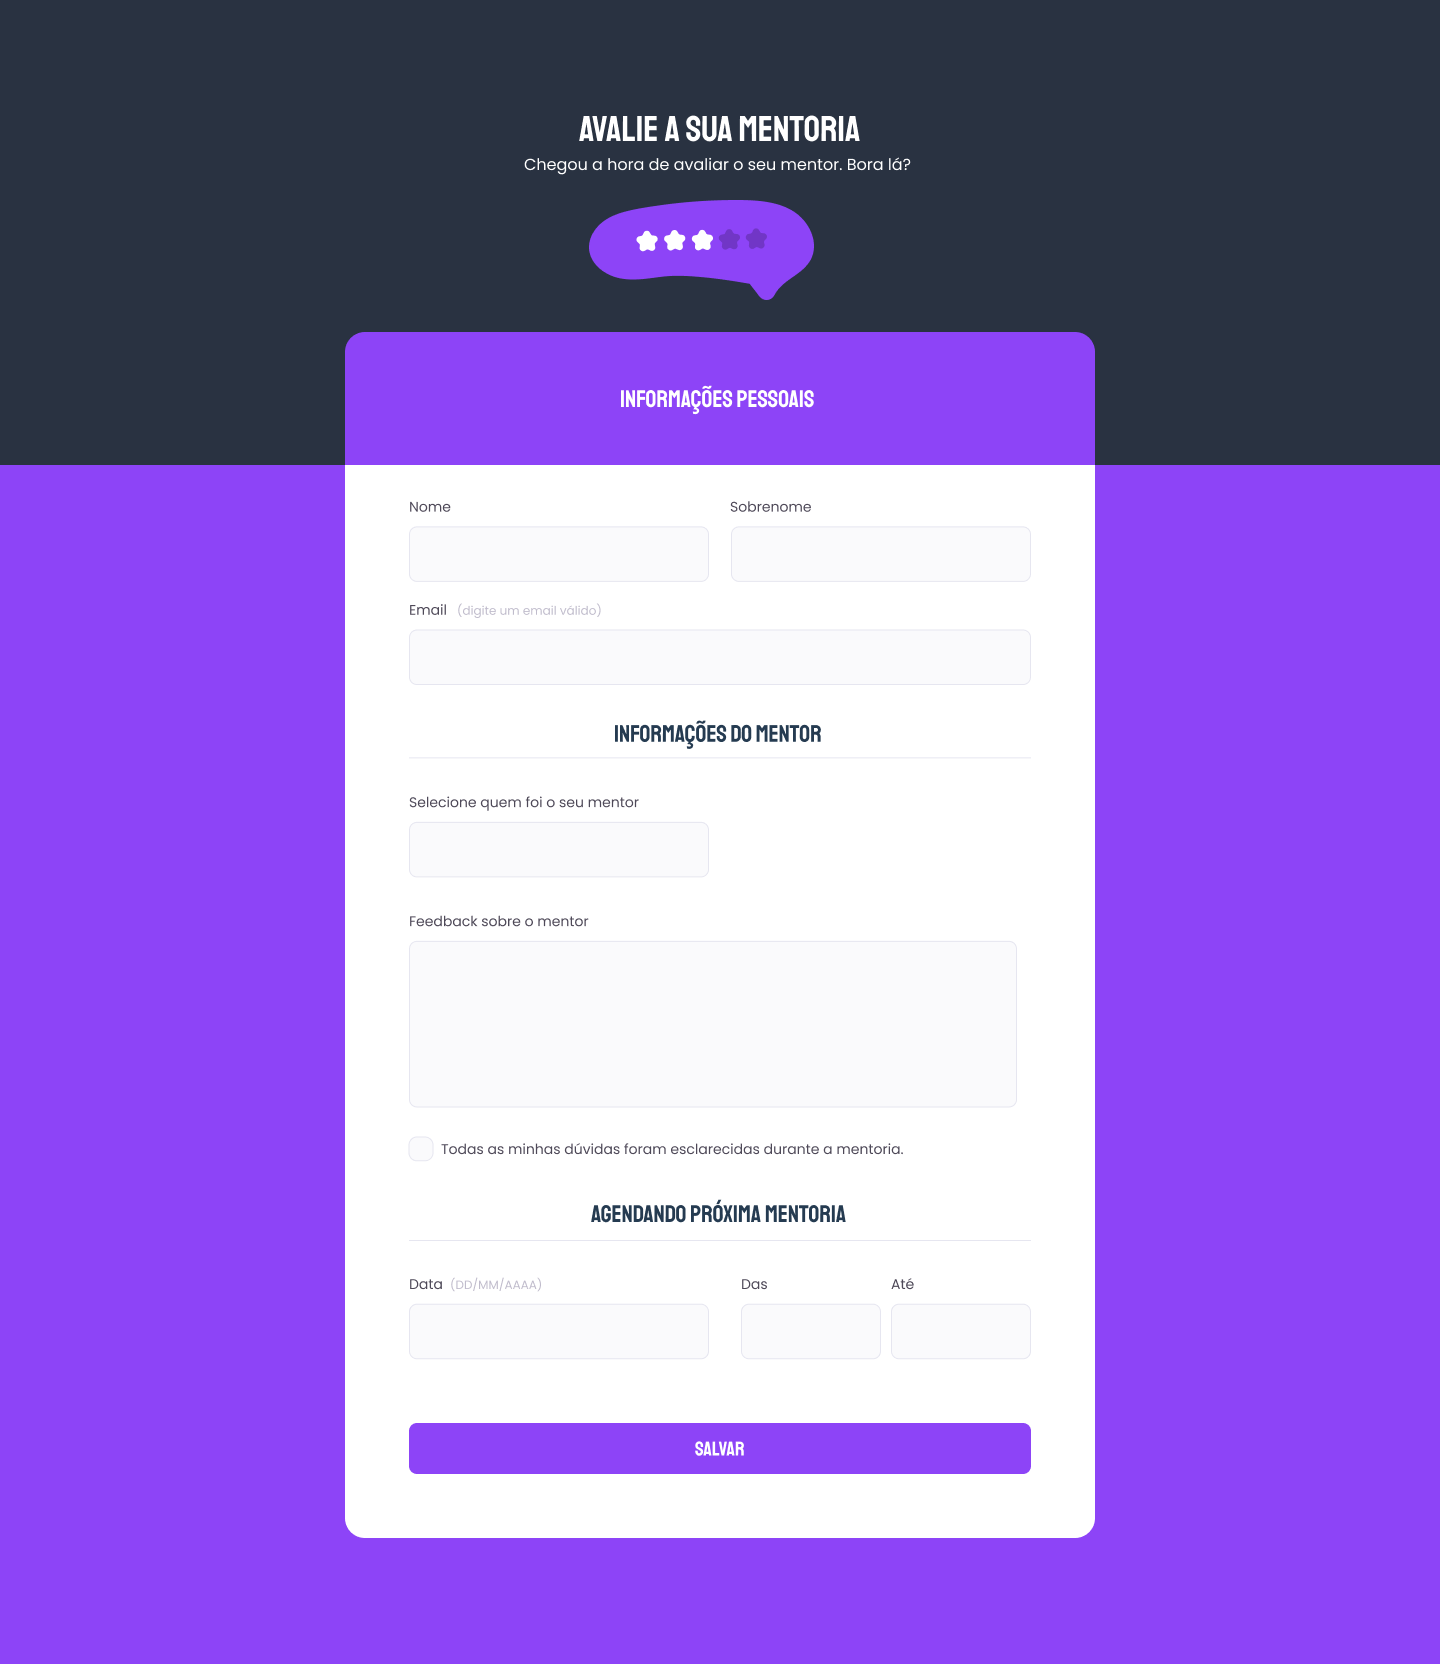 AVALIE A SUA MENTORIA
Chegou a hora de avaliar o seu mentor. Bora lá?
INFORMAÇÕES PESSOAIS
Nome
Sobrenome
Email (digite um email válido)
INFORMAÇÕES DO MENTOR
Selecione quem foi o seu mentor
Feedback sobre o mentor
Todas as minhas dúvidas foram esclarecidas durante a mentoria.
AGENDANDO PRÓXIMA MENTORIA
Data (DD/MM/AAAA)
Das
Até
SALVAR